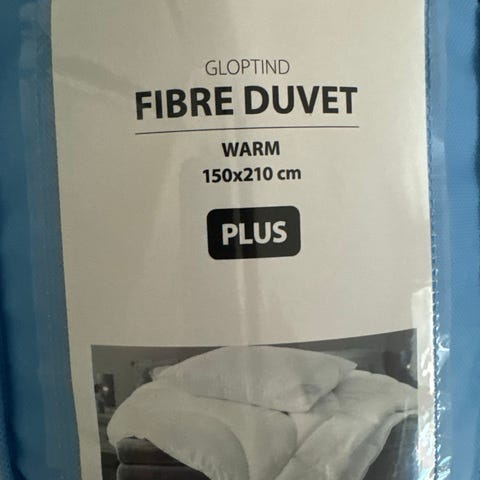 GLOPTIND
FIBRE DUVET
WARM
150x210 cm
PLUS